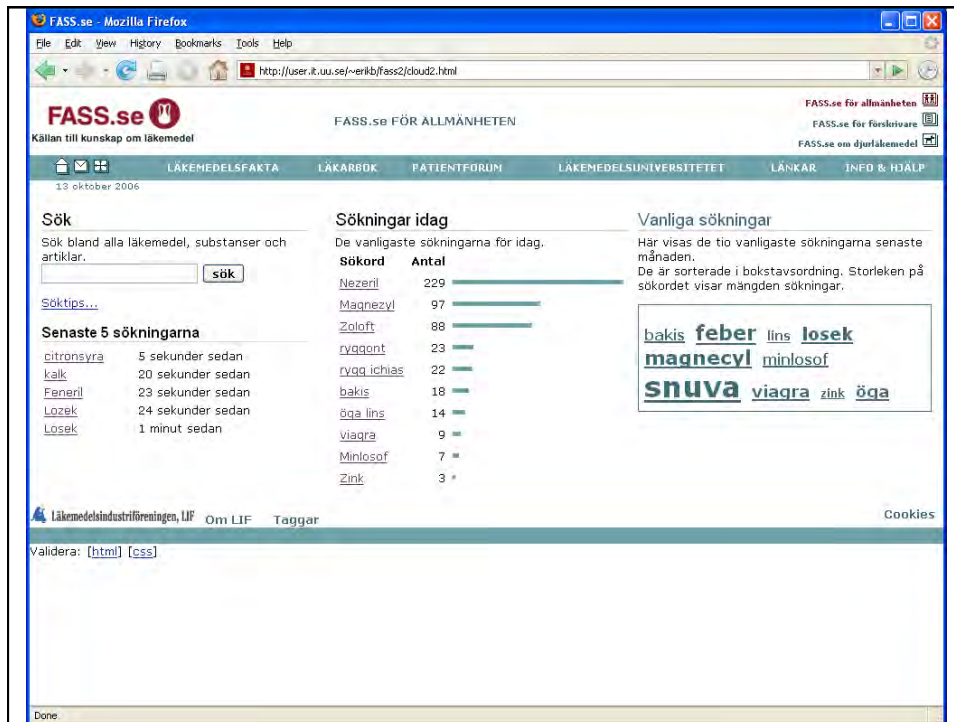 FASS.se - Mozilla Firefox
File Edit View History Bookmarks Tools Help
http://user.it.uu.se/~erikb/fass2/cloud2.html
FASS.se
Källan till kunskap om läkemedel
FASS.se FÖR ALLMÄNHETEN
FASS.se för allmänheten
FASS.se för förskrivare
FASS.se om djurläkemedel
LÄKEMEDELSFAKTA LÄKARBOK PATIENTFORUM LÄKEMEDELSUNIVERSITETET LÄNKAR INFO & HJÄLP
13 oktober 2006
Sök
Sök bland alla läkemedel, substanser och
artiklar.
sök
Söktips...
Senaste 5 sökningarna
citronsyra 5 sekunder sedan
kalk 20 sekunder sedan
Feneril 23 sekunder sedan
Lozek 24 sekunder sedan
Losek 1 minut sedan
Sökningar idag
De vanligaste sökningarna för idag.
Sökord Antal
Nezeril 229
Magnezyl 97
Zoloft 88
ryggont 23
rygg ichias 22
bakis 18
öga lins 14
viagra 9
Minlosof 7
Zink 3
Vanliga sökningar
Här visas de tio vanligaste sökningarna senaste
månaden.
De är sorterade i bokstavsordning. Storleken på
sökordet visar mängden sökningar.
bakis feber lins losek
magnecyl minlosof
snuva viagra zink öga
Läkemedelsindustriföreningen, LIF Om LIF Taggar
Cookies
Validera: [html] [css]
Done